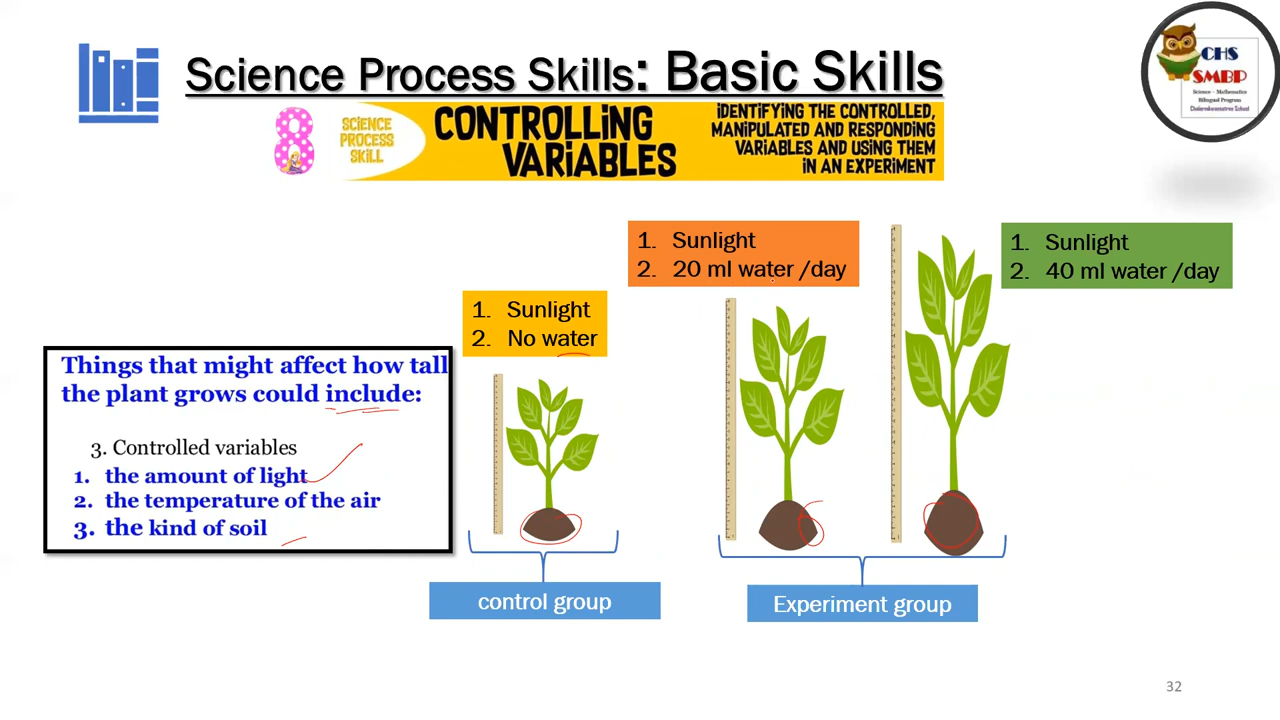 Science Process Skills: Basic Skills
CHS
SMBP
Science - Mathematics
Bilingual Program
8
SCIENCE
PROCESS
SKILL
CONTROLLING
VARIABLES
IDENTIFYING THE CONTROLLED,
MANIPULATED AND RESPONDING
VARIABLES AND USING THEM
IN AN EXPERIMENT
1. Sunlight
2. No water
1. Sunlight
2. 20 ml water /day
1. Sunlight
2. 40 ml water /day
Things that might affect how tall
the plant grows could include:
3. Controlled variables
1. the amount of light
2. the temperature of the air
3. the kind of soil
control group
Experiment group
32